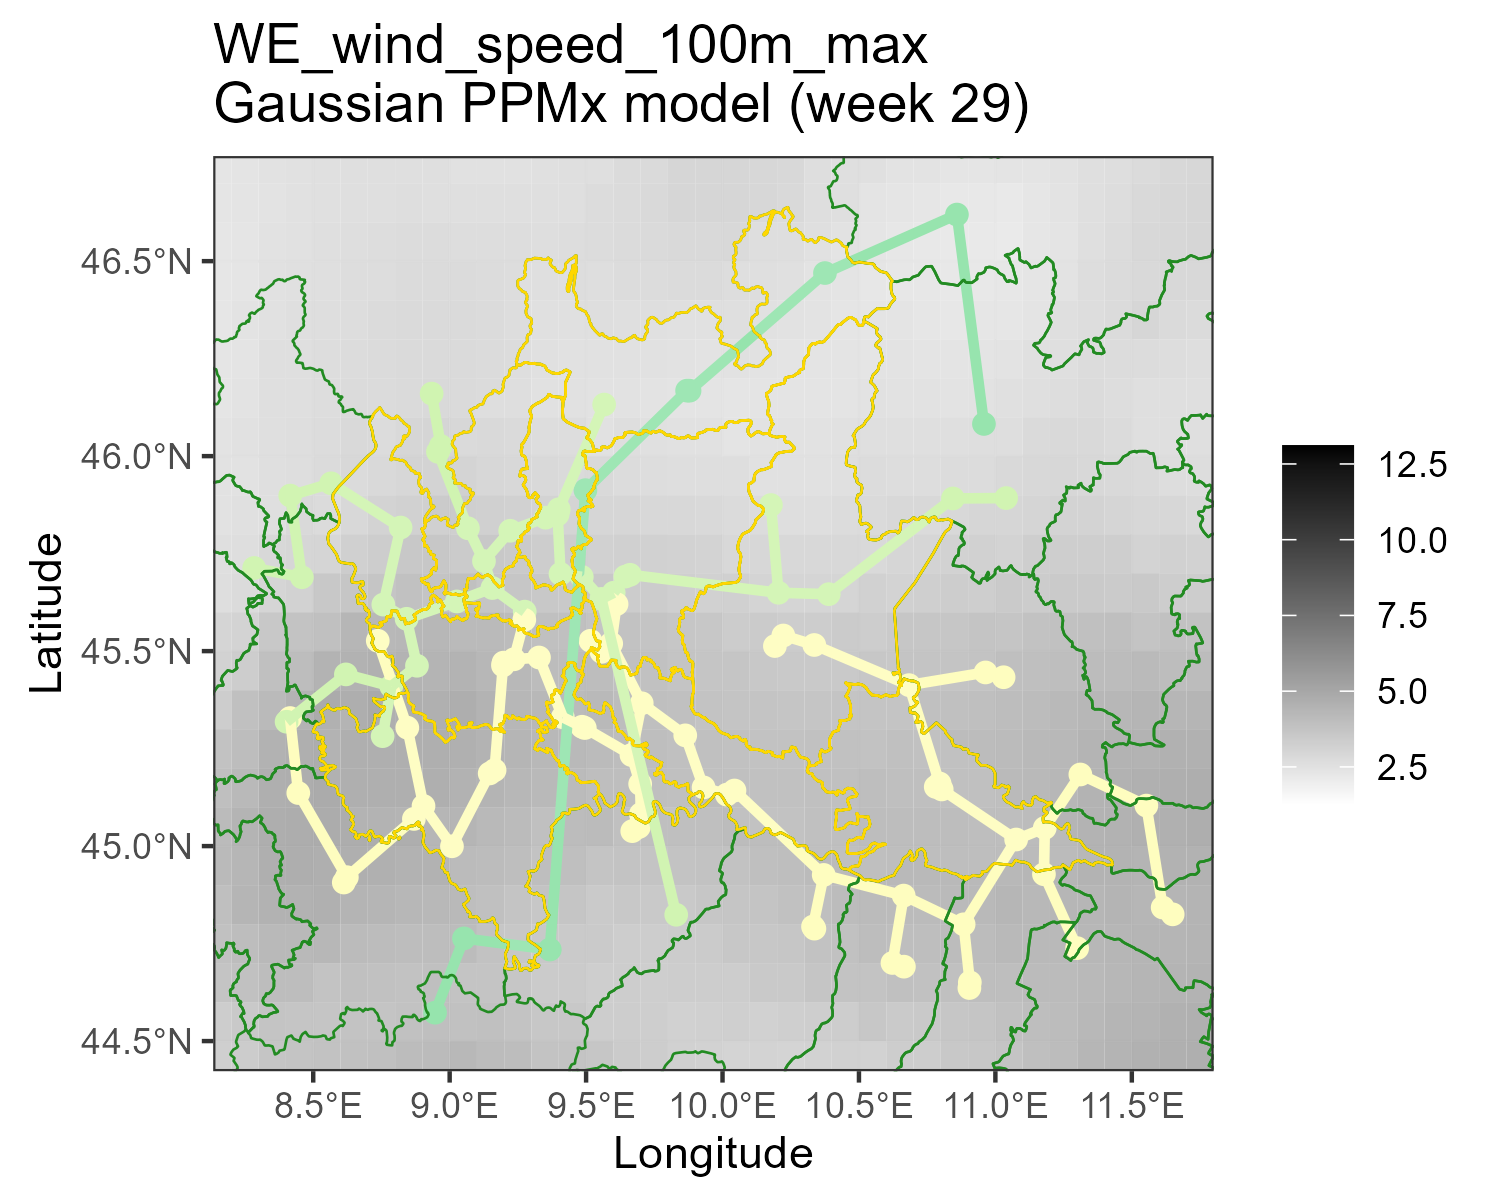 WE_wind_speed_100m_max
Gaussian PPMx model (week 29)
46.5°N
46.0°N
45.5°N
45.0°N
44.5°N
Latitude
8.5°E
9.0°E
9.5°E
10.0°E
10.5°E
11.0°E
11.5°E
Longitude
12.5
10.0
7.5
5.0
2.5